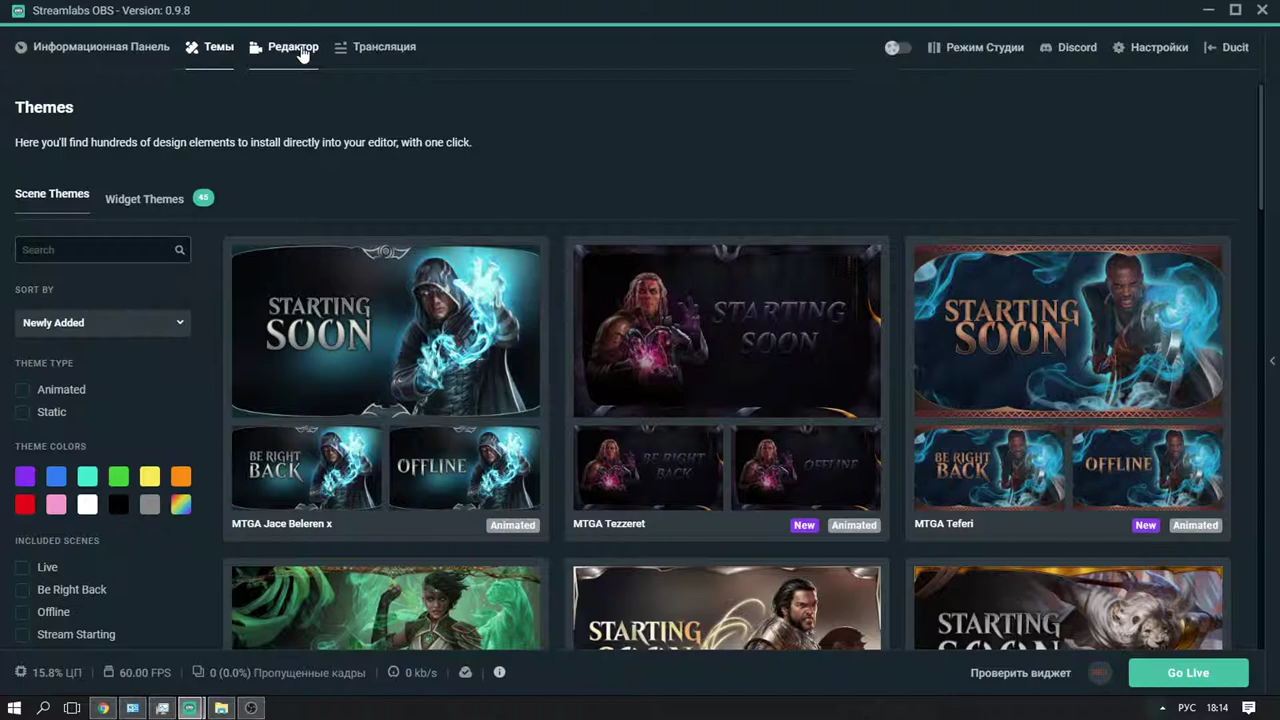 Streamlabs OBS - Version: 0.9.8
Информационная Панель
Темы
Редактор
Трансляция
Режим Студии
Discord
Настройки
Ducit
Themes
Here you'll find hundreds of design elements to install directly into your editor, with one click.
Scene Themes
Widget Themes
45
Search
SORT BY
Newly Added
THEME TYPE
Animated
Static
THEME COLORS
INCLUDED SCENES
Live
Be Right Back
Offline
Stream Starting
STARTING
SOON
BE RIGHT
BACK
OFFLINE
MTGA Jace Beleren x
Animated
STARTING
SOON
BE RIGHT
BACK
OFFLINE
MTGA Tezzeret
New
Animated
STARTING
SOON
BE RIGHT
BACK
OFFLINE
MTGA Teferi
New
Animated
STARTING
STARTING
15.8% ЦП
60.00 FPS
0 (0.0%) Пропущенные кадры
0 kb/s
Проверить виджет
Go Live
РУС
18:14